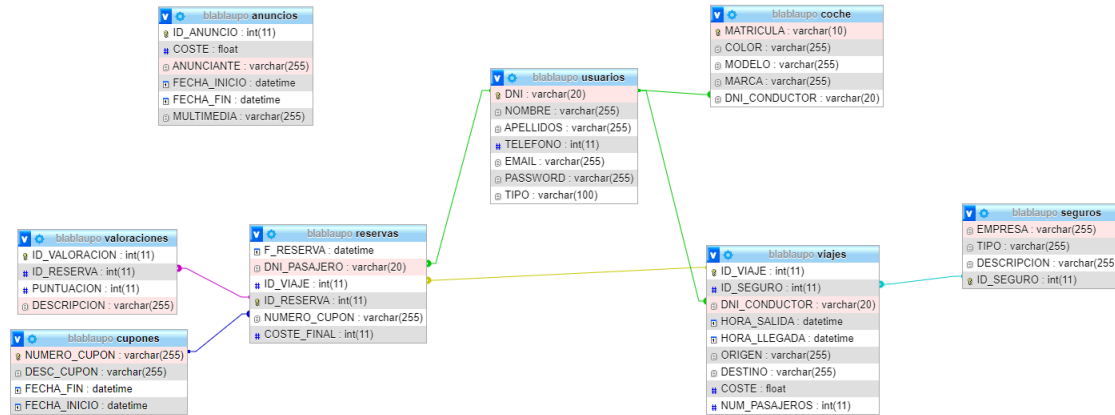 blablaupo anuncios
ID_ANUNCIO : int(11)
COSTE : float
ANUNCIANTE : varchar(255)
FECHA_INICIO : datetime
FECHA_FIN : datetime
MULTIMEDIA : varchar(255)
blablaupo coche
MATRICULA : varchar(10)
COLOR : varchar(255)
MODELO : varchar(255)
MARCA : varchar(255)
DNI_CONDUCTOR : varchar(20)
blablaupo usuarios
DNI : varchar(20)
NOMBRE : varchar(255)
APELLIDOS : varchar(255)
TELEFONO : int(11)
EMAIL : varchar(255)
PASSWORD : varchar(255)
TIPO : varchar(100)
blablaupo valoraciones
ID_VALORACION : int(11)
ID_RESERVA : int(11)
PUNTUACION : int(11)
DESCRIPCION : varchar(255)
blablaupo reservas
F_RESERVA : datetime
DNI_PASAJERO : varchar(20)
ID_VIAJE : int(11)
ID_RESERVA : int(11)
NUMERO_CUPON : varchar(255)
COSTE_FINAL : int(11)
blablaupo viajes
ID_VIAJE : int(11)
ID_SEGURO : int(11)
DNI_CONDUCTOR : varchar(20)
HORA_SALIDA : datetime
HORA_LLEGADA : datetime
ORIGEN : varchar(255)
DESTINO : varchar(255)
COSTE : float
NUM_PASAJEROS : int(11)
blablaupo seguros
EMPRESA : varchar(255)
TIPO : varchar(255)
DESCRIPCION : varchar(255)
ID_SEGURO : int(11)
blablaupo cupones
NUMERO_CUPON : varchar(255)
DESC_CUPON : varchar(255)
FECHA_FIN : datetime
FECHA_INICIO : datetime